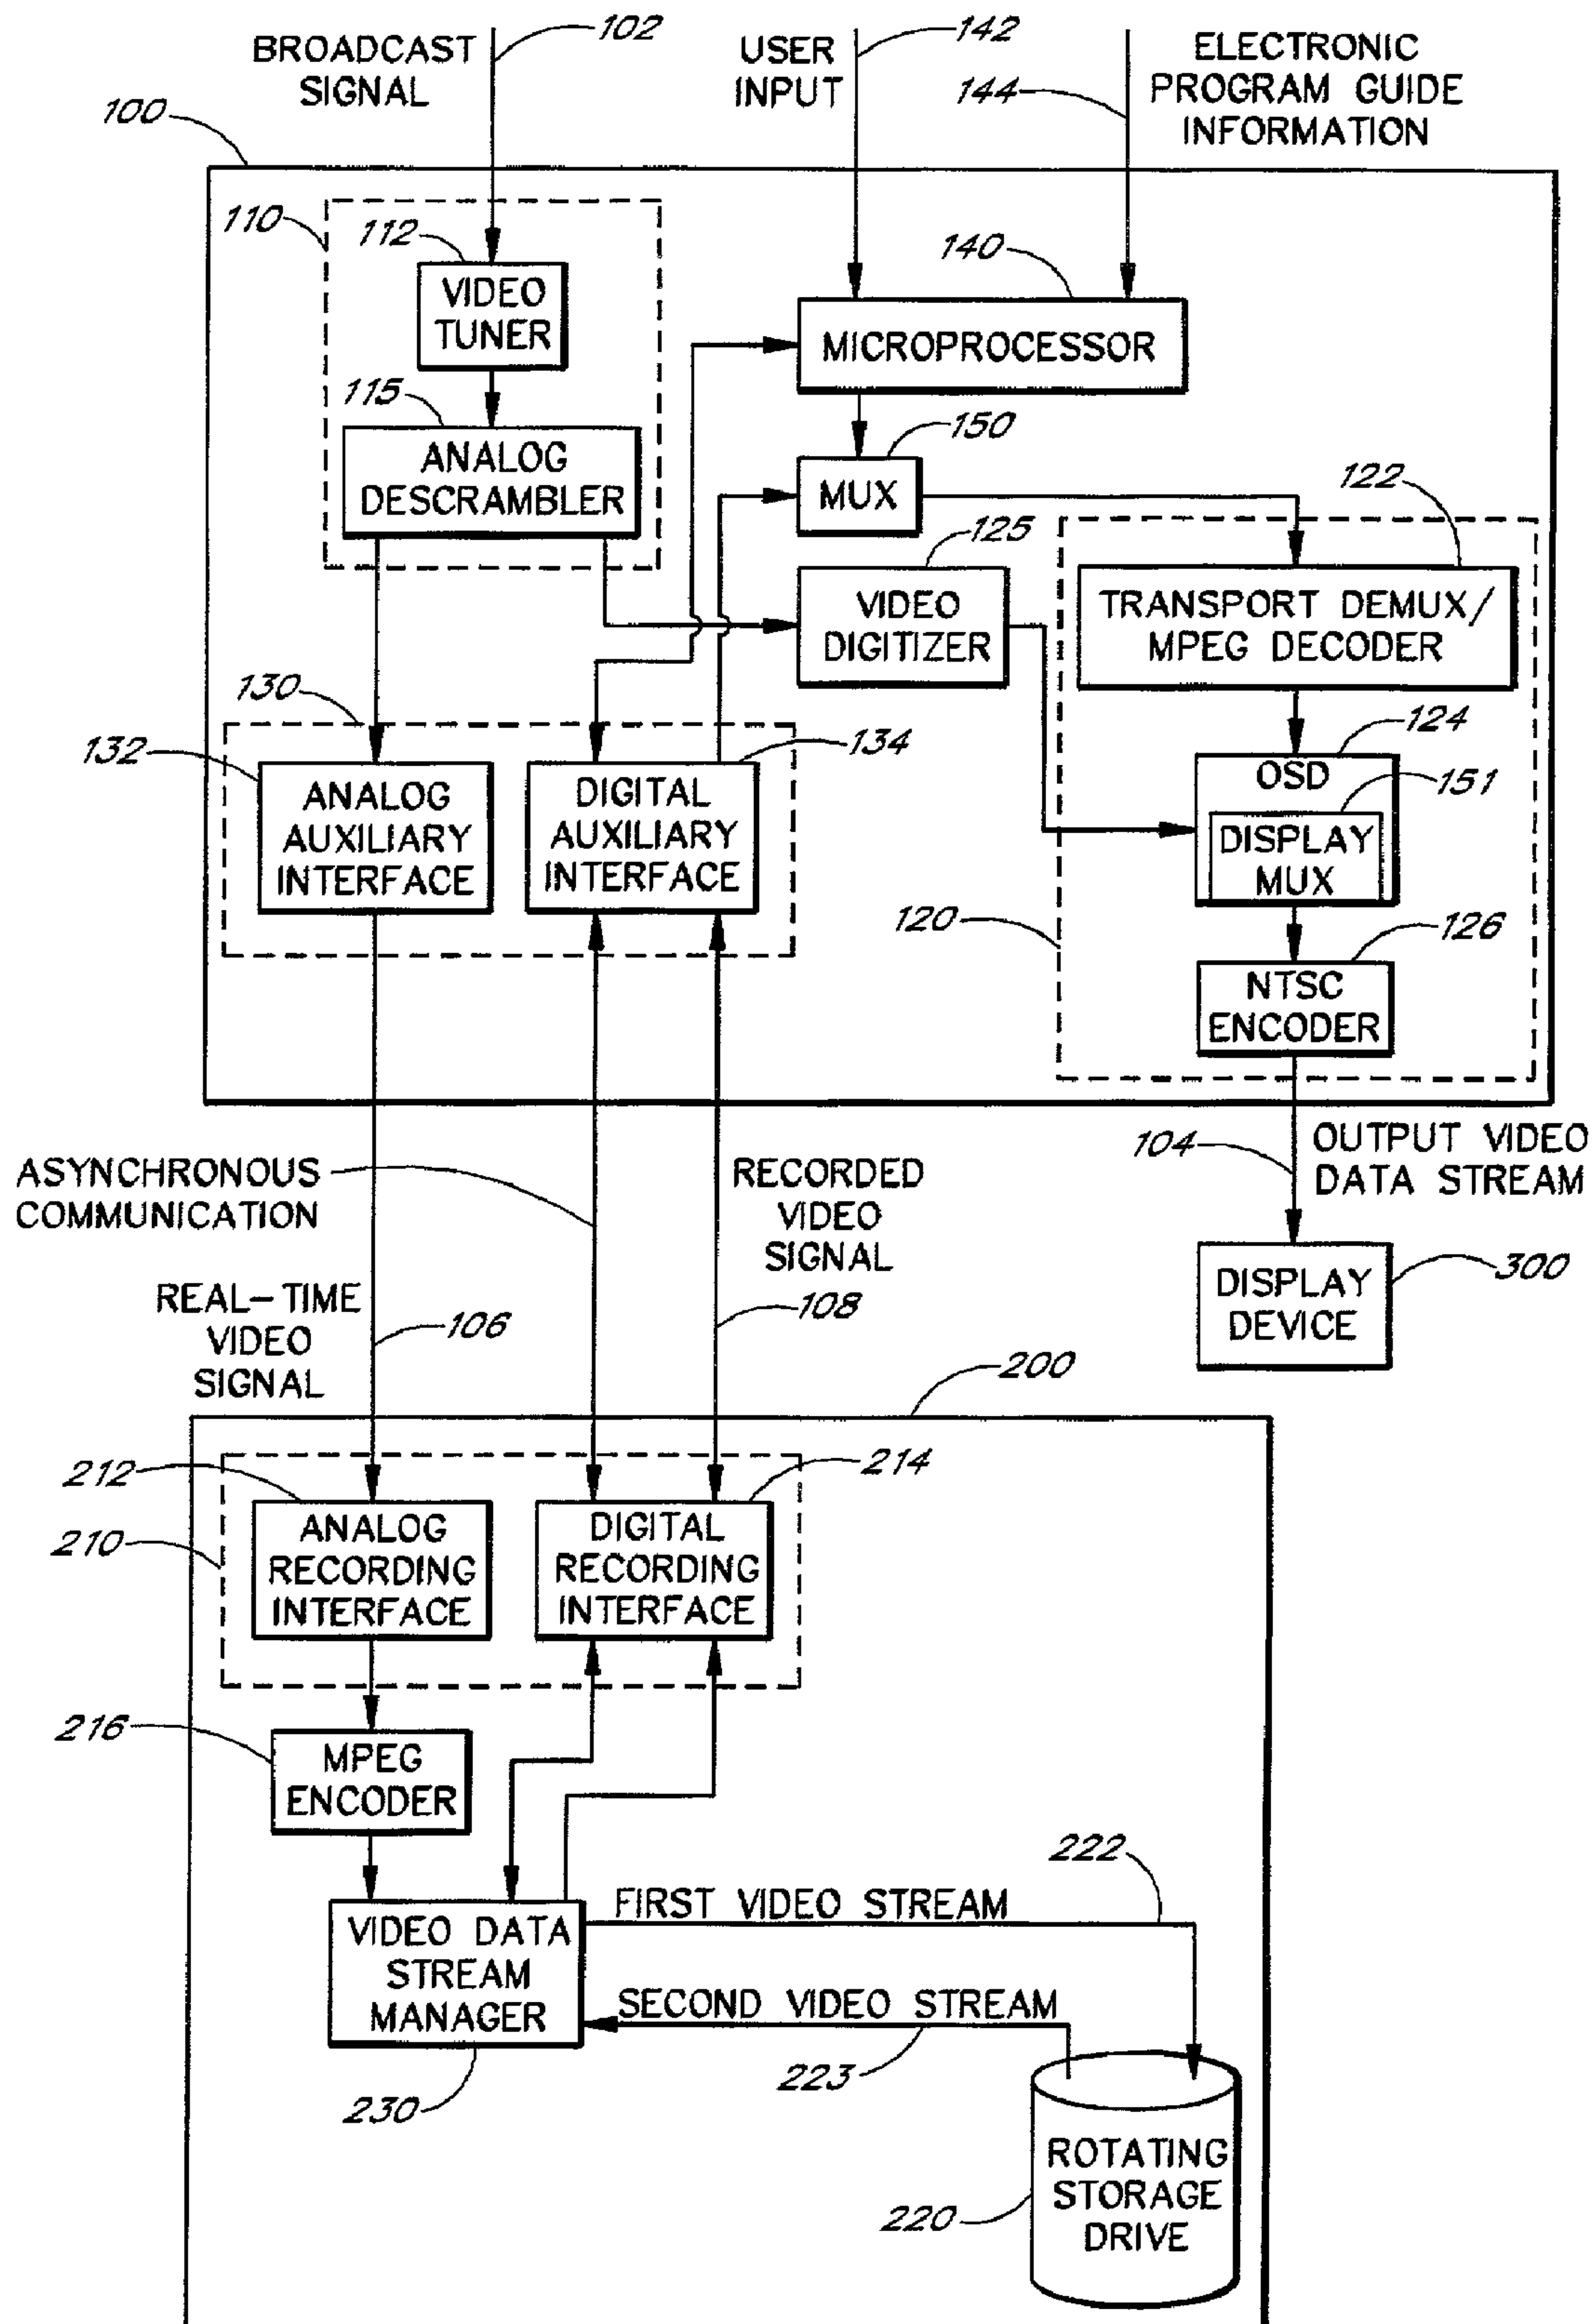 BROADCAST
SIGNAL
102
USER
INPUT
142
144
ELECTRONIC
PROGRAM GUIDE
INFORMATION
100
110
112
VIDEO
TUNER
140
MICROPROCESSOR
115
ANALOG
DESCRAMBLER
150
MUX
122
125
VIDEO
DIGITIZER
TRANSPORT DEMUX/
MPEG DECODER
130
132
ANALOG
AUXILIARY
INTERFACE
134
DIGITAL
AUXILIARY
INTERFACE
124
OSD
151
DISPLAY
MUX
120
126
NTSC
ENCODER
104
OUTPUT VIDEO
DATA STREAM
ASYNCHRONOUS
COMMUNICATION
RECORDED
VIDEO
SIGNAL
REAL-TIME
VIDEO
SIGNAL
106
108
DISPLAY
DEVICE
300
200
212
210
ANALOG
RECORDING
INTERFACE
214
DIGITAL
RECORDING
INTERFACE
216
MPEG
ENCODER
222
FIRST VIDEO STREAM
VIDEO DATA
STREAM
MANAGER
SECOND VIDEO STREAM
223
230
220
ROTATING
STORAGE
DRIVE